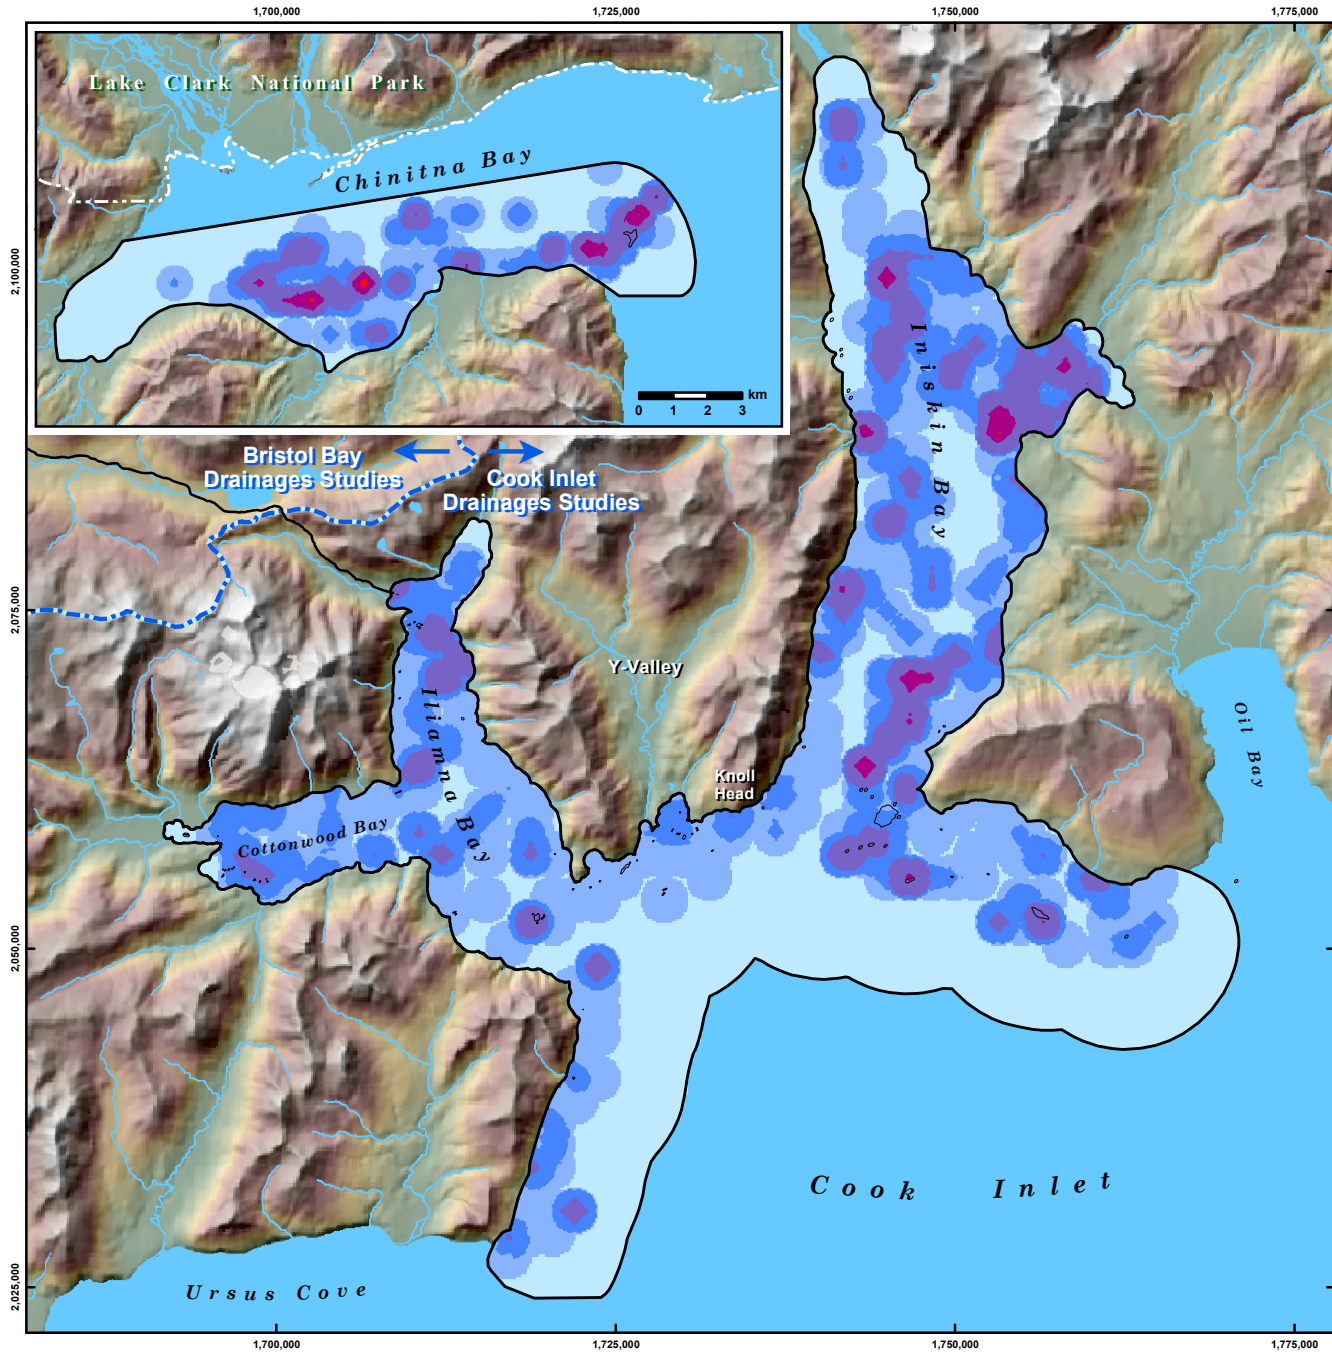 1,700,000
1,725,000
1,750,000
1,775,000
Lake Clark National Park
Chinitna Bay
2,100,000
km
0 1 2 3
Iniskin Bay
Bristol Bay
Drainages Studies
Cook Inlet
Drainages Studies
2,075,000
Y-Valley
Iliamna Bay
Oil Bay
Knoll
Head
Cottonwood Bay
2,050,000
Cook Inlet
Ursus Cove
2,025,000
1,700,000
1,725,000
1,750,000
1,775,000